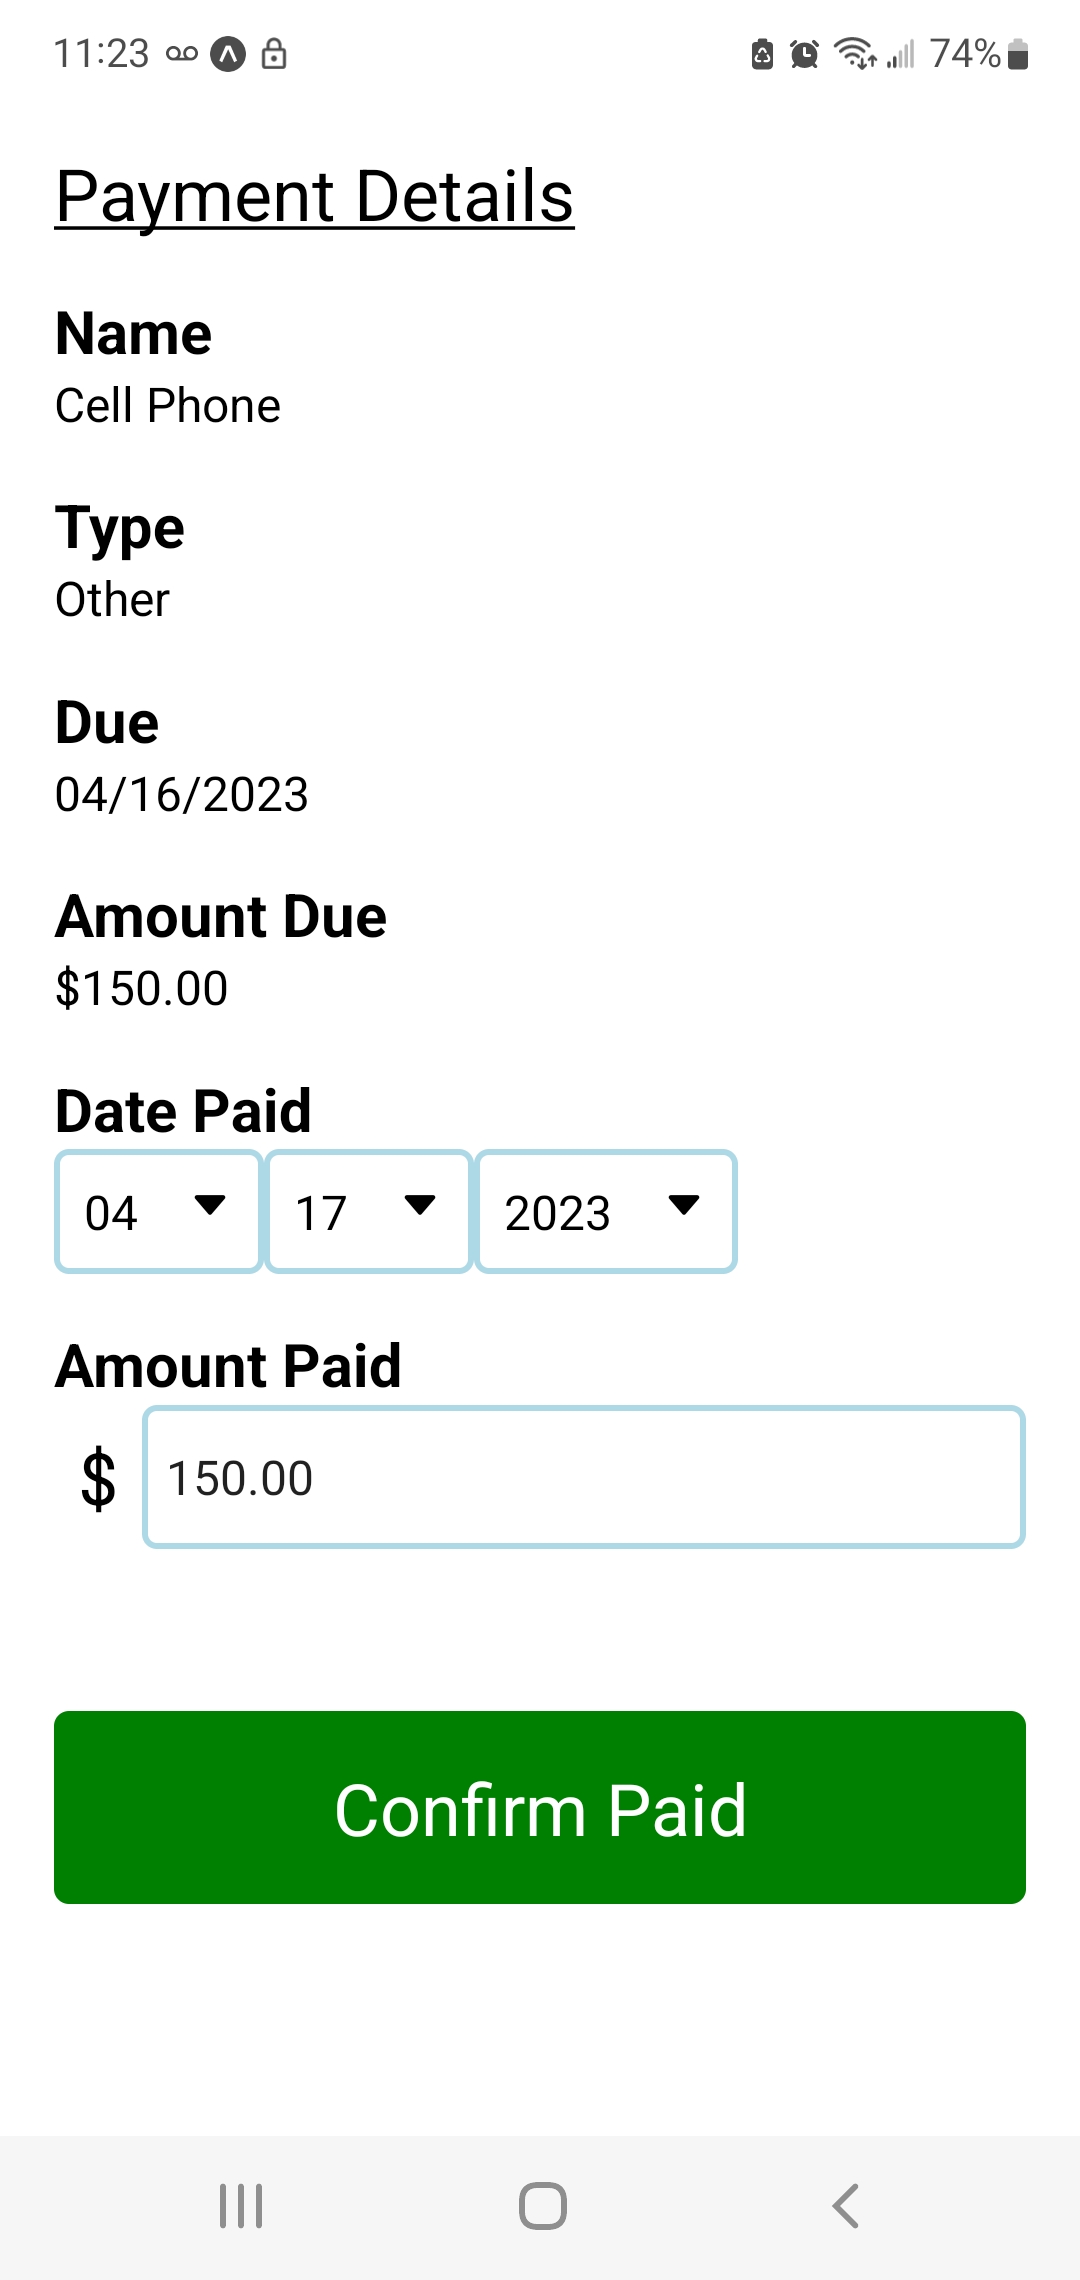 11:23 74%
Payment Details
Name
Cell Phone
Type
Other
Due
04/16/2023
Amount Due
$150.00
Date Paid
04 17 2023
Amount Paid
$ 150.00
Confirm Paid